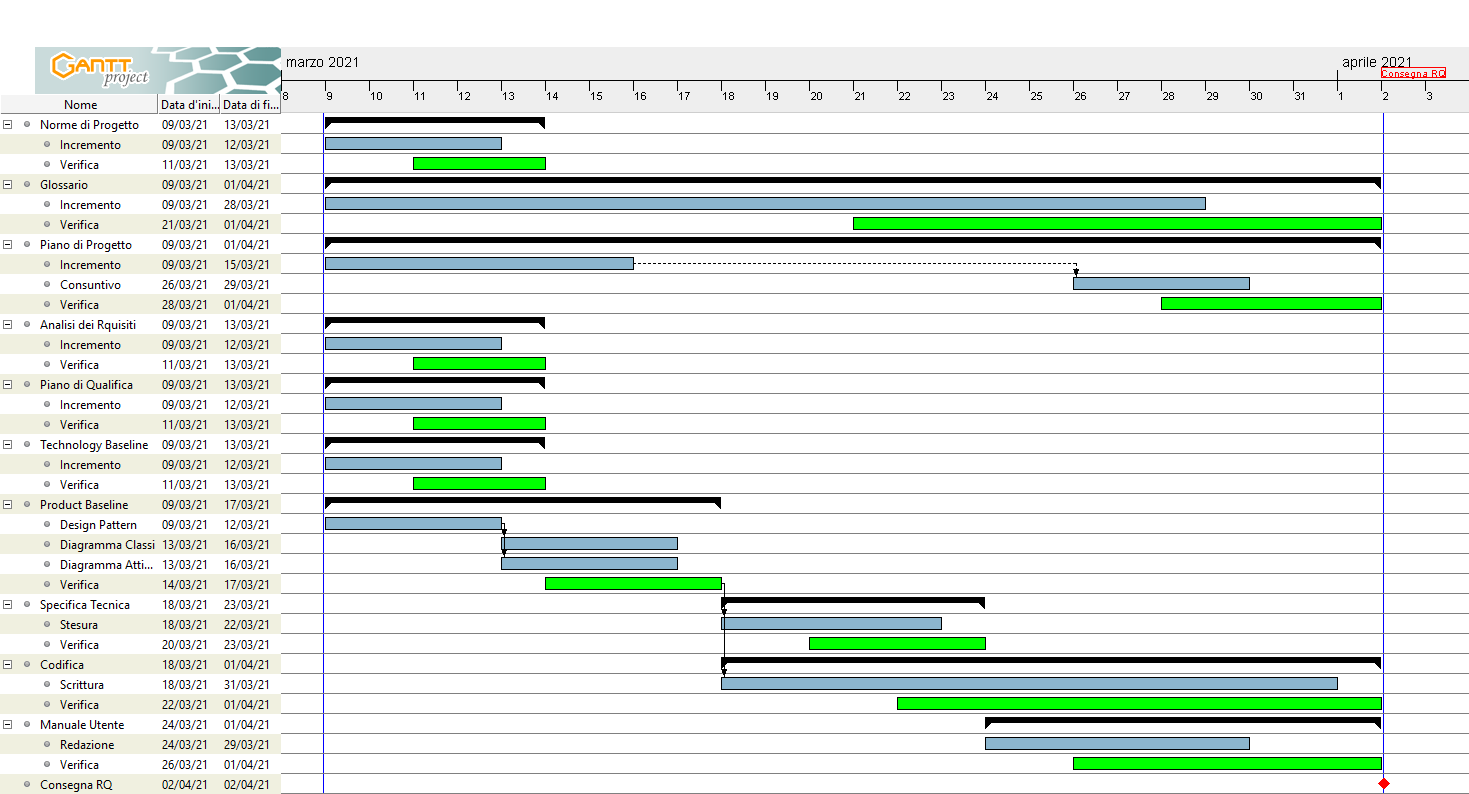 GANTT
project
marzo 2021
aprile 2021
Consegna RQ
Nome Data d'ini... Data di fi...
8 9 10 11 12 13 14 15 16 17 18 19 20 21 22 23 24 25 26 27 28 29 30 31 1 2 3
Norme di Progetto 09/03/21 13/03/21
Incremento 09/03/21 12/03/21
Verifica 11/03/21 13/03/21
Glossario 09/03/21 01/04/21
Incremento 09/03/21 28/03/21
Verifica 21/03/21 01/04/21
Piano di Progetto 09/03/21 01/04/21
Incremento 09/03/21 15/03/21
Consuntivo 26/03/21 29/03/21
Verifica 28/03/21 01/04/21
Analisi dei Rquisiti 09/03/21 13/03/21
Incremento 09/03/21 12/03/21
Verifica 11/03/21 13/03/21
Piano di Qualifica 09/03/21 13/03/21
Incremento 09/03/21 12/03/21
Verifica 11/03/21 13/03/21
Technology Baseline 09/03/21 13/03/21
Incremento 09/03/21 12/03/21
Verifica 11/03/21 13/03/21
Product Baseline 09/03/21 17/03/21
Design Pattern 09/03/21 12/03/21
Diagramma Classi 13/03/21 16/03/21
Diagramma Atti... 13/03/21 16/03/21
Verifica 14/03/21 17/03/21
Specifica Tecnica 18/03/21 23/03/21
Stesura 18/03/21 22/03/21
Verifica 20/03/21 23/03/21
Codifica 18/03/21 01/04/21
Scrittura 18/03/21 31/03/21
Verifica 22/03/21 01/04/21
Manuale Utente 24/03/21 01/04/21
Redazione 24/03/21 29/03/21
Verifica 26/03/21 01/04/21
Consegna RQ 02/04/21 02/04/21